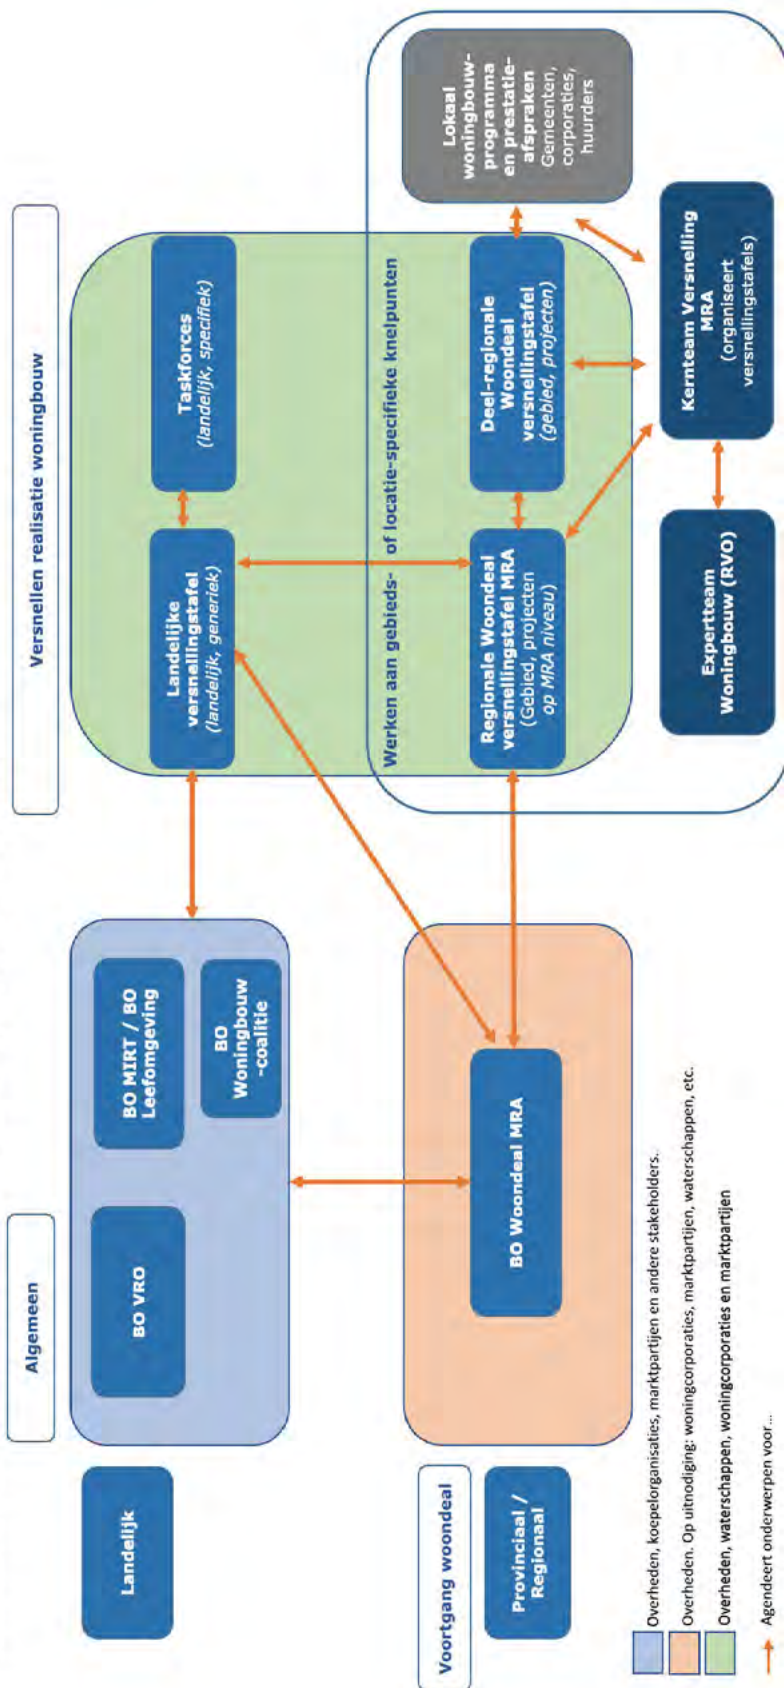 Algemeen
Versnellen realisatie woningbouw
Landelijk
BO VRO
BO MIRT / BO
Leefomgeving
BO
Woningbouw
-coalitie
Landelijke
versnellingstafel
(landelijk, generiek)
Taskforces
(landelijk, specifiek)
Werken aan gebieds- of locatie-specifieke knelpunten
Voortgang woondeal
Provinciaal /
Regionaal
BO Woondeal MRA
Regionale Woondeal
versnellingstafel MRA
(Gebied, projecten
op MRA niveau)
Deel-regionale
Woondeal
versnellingstafel
(gebied, projecten)
Lokaal
woningbouw-
programma
en prestatie-
afspraken
Gemeenten,
corporaties,
huurders
Expertteam
Woningbouw (RVO)
Kernteam Versnelling
MRA
(organiseert
versnellingstafels)
Overheden, koepelorganisaties, marktpartijen en andere stakeholders.
Overheden. Op uitnodiging: woningcorporaties, marktpartijen, waterschappen, etc.
Overheden, waterschappen, woningcorporaties en marktpartijen
Agendeert onderwerpen voor...